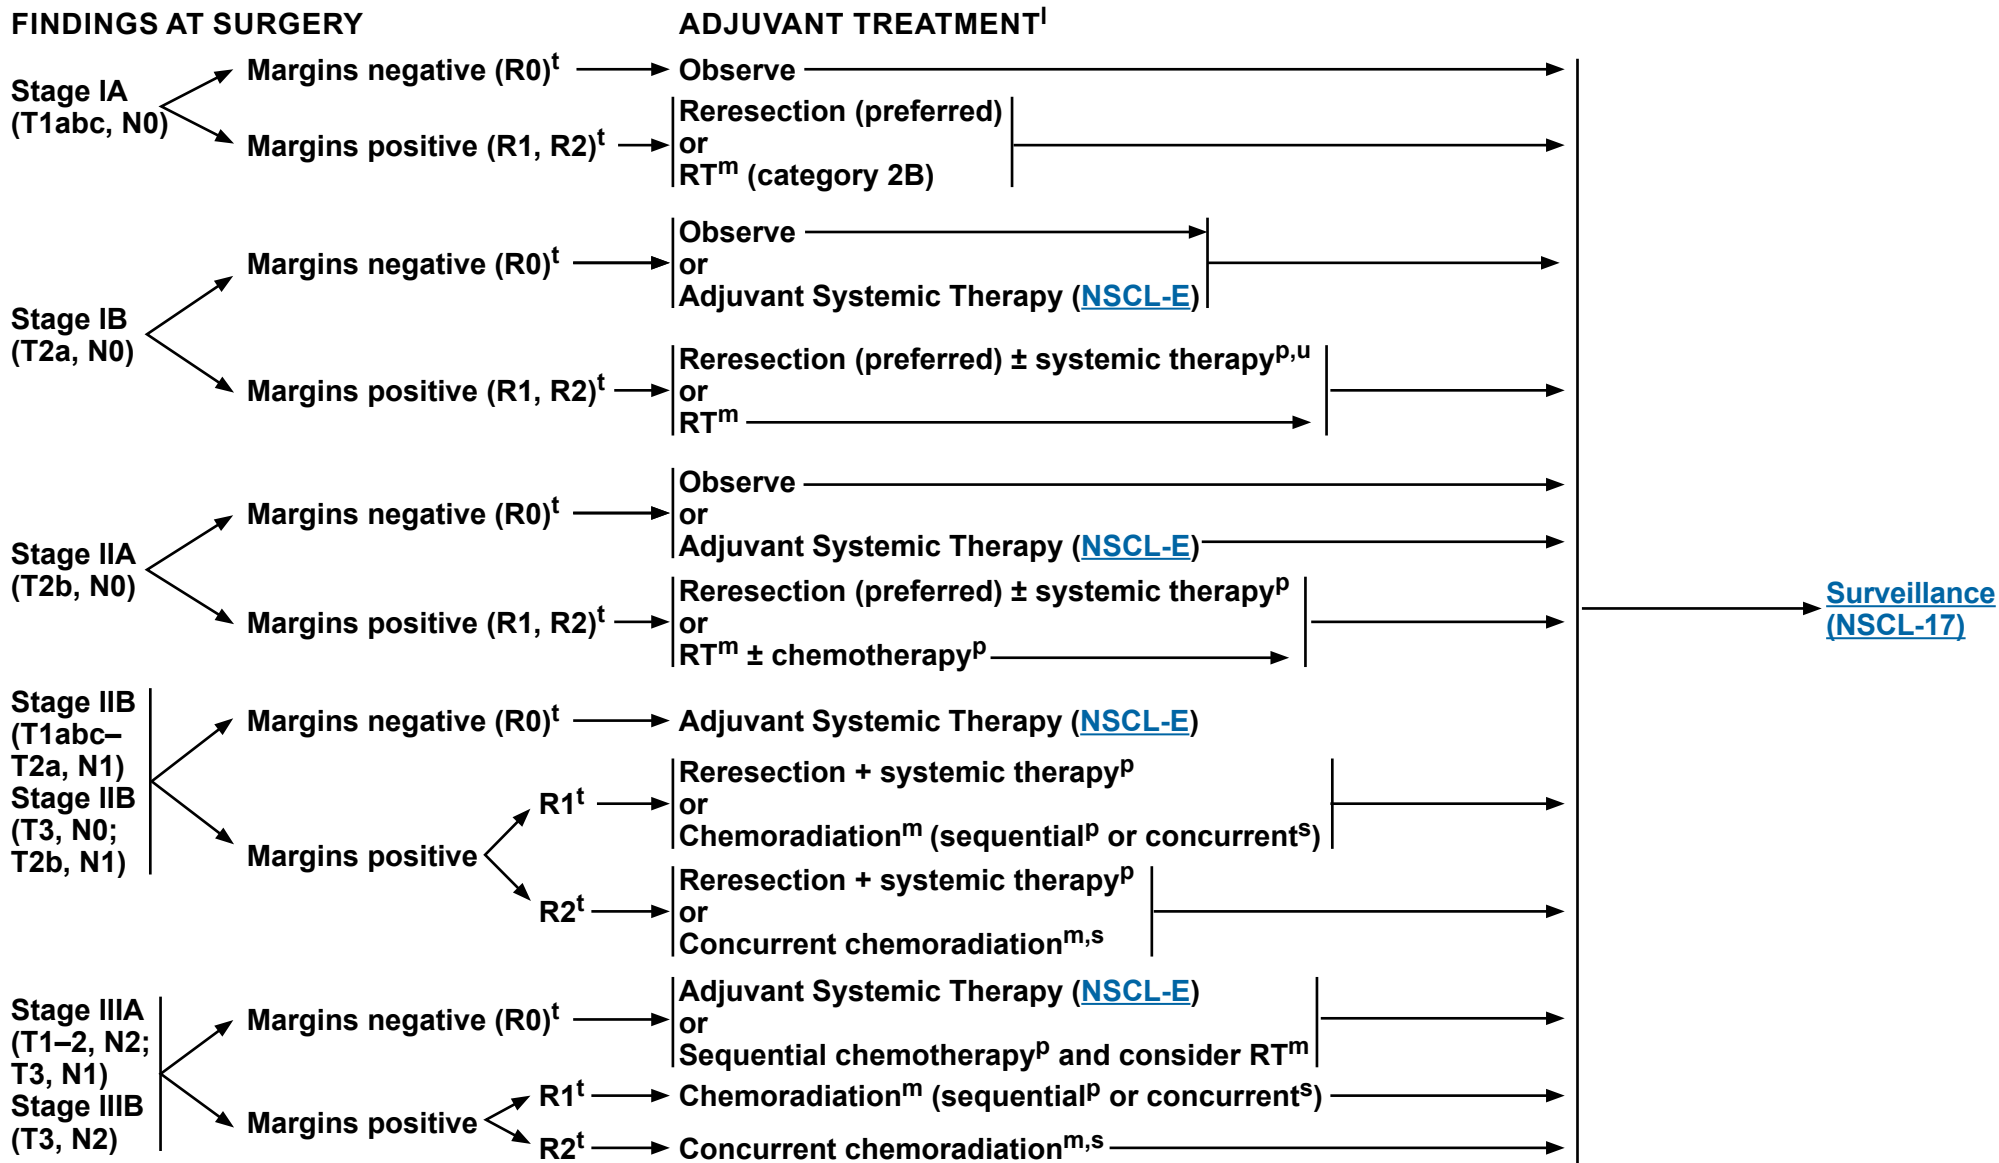 FINDINGS AT SURGERY
ADJUVANT TREATMENTˡ
Stage IA
(T1abc, N0)
Margins negative (R0)ᵗ
Observe
Margins positive (R1, R2)ᵗ
Reresection (preferred)
or
RTᵐ (category 2B)
Stage IB
(T2a, N0)
Margins negative (R0)ᵗ
Observe
or
Adjuvant Systemic Therapy (NSCL-E)
Margins positive (R1, R2)ᵗ
Reresection (preferred) ± systemic therapyᵖ,ᵘ
or
RTᵐ
Stage IIA
(T2b, N0)
Margins negative (R0)ᵗ
Observe
or
Adjuvant Systemic Therapy (NSCL-E)
Margins positive (R1, R2)ᵗ
Reresection (preferred) ± systemic therapyᵖ
or
RTᵐ ± chemotherapyᵖ
Stage IIB
(T1abc–
T2a, N1)
Stage IIB
(T3, N0;
T2b, N1)
Margins negative (R0)ᵗ
Adjuvant Systemic Therapy (NSCL-E)
Margins positive
R1ᵗ
Reresection + systemic therapyᵖ
or
Chemoradiationᵐ (sequentialᵖ or concurrentˢ)
R2ᵗ
Reresection + systemic therapyᵖ
or
Concurrent chemoradiationᵐ,ˢ
Stage IIIA
(T1–2, N2;
T3, N1)
Stage IIIB
(T3, N2)
Margins negative (R0)ᵗ
Adjuvant Systemic Therapy (NSCL-E)
or
Sequential chemotherapyᵖ and consider RTᵐ
Margins positive
R1ᵗ
Chemoradiationᵐ (sequentialᵖ or concurrentˢ)
R2ᵗ
Concurrent chemoradiationᵐ,ˢ
Surveillance
(NSCL-17)